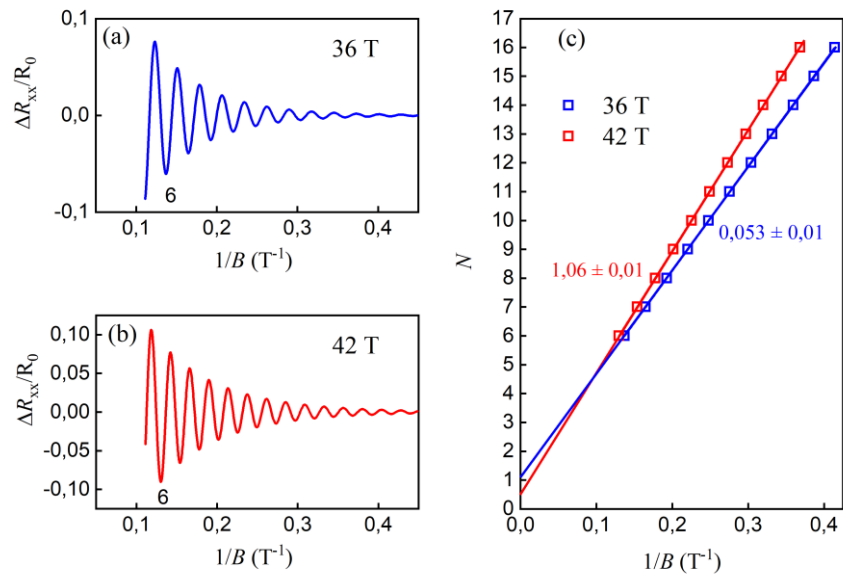 (a)
36 T
0,1
0,0
-0,1
ΔR_xx/R_0
6
0,1
0,2
0,3
0,4
1/B (T⁻¹)
(b)
42 T
0,10
0,05
0,00
-0,05
-0,10
ΔR_xx/R_0
6
0,1
0,2
0,3
0,4
1/B (T⁻¹)
(c)
36 T
42 T
17
16
15
14
13
12
11
10
9
8
7
6
5
4
3
2
1
0
N
0,053 ± 0,01
1,06 ± 0,01
0,0
0,1
0,2
0,3
0,4
1/B (T⁻¹)